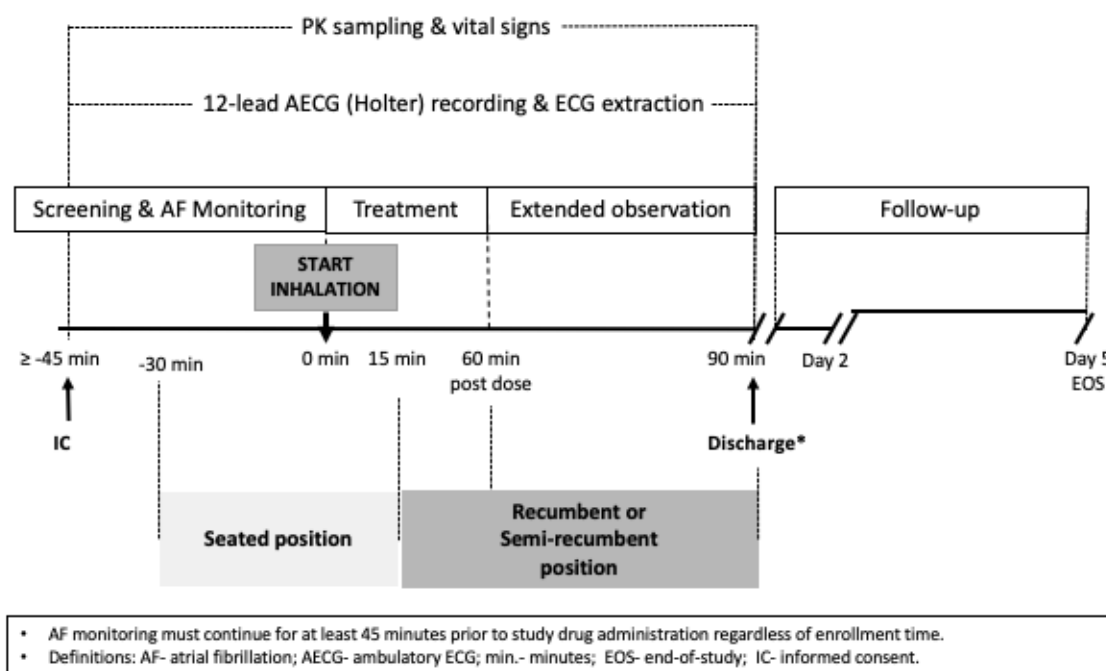 PK sampling & vital signs
12-lead AECG (Holter) recording & ECG extraction
Screening & AF Monitoring
Treatment
Extended observation
Follow-up
START
INHALATION
≥ -45 min
-30 min
0 min
15 min
60 min
post dose
90 min
Day 2
Day 5
EOS
IC
Discharge*
Seated position
Recumbent or
Semi-recumbent
position
• AF monitoring must continue for at least 45 minutes prior to study drug administration regardless of enrollment time.
• Definitions: AF- atrial fibrillation; AECG- ambulatory ECG; min.- minutes; EOS- end-of-study; IC- informed consent.